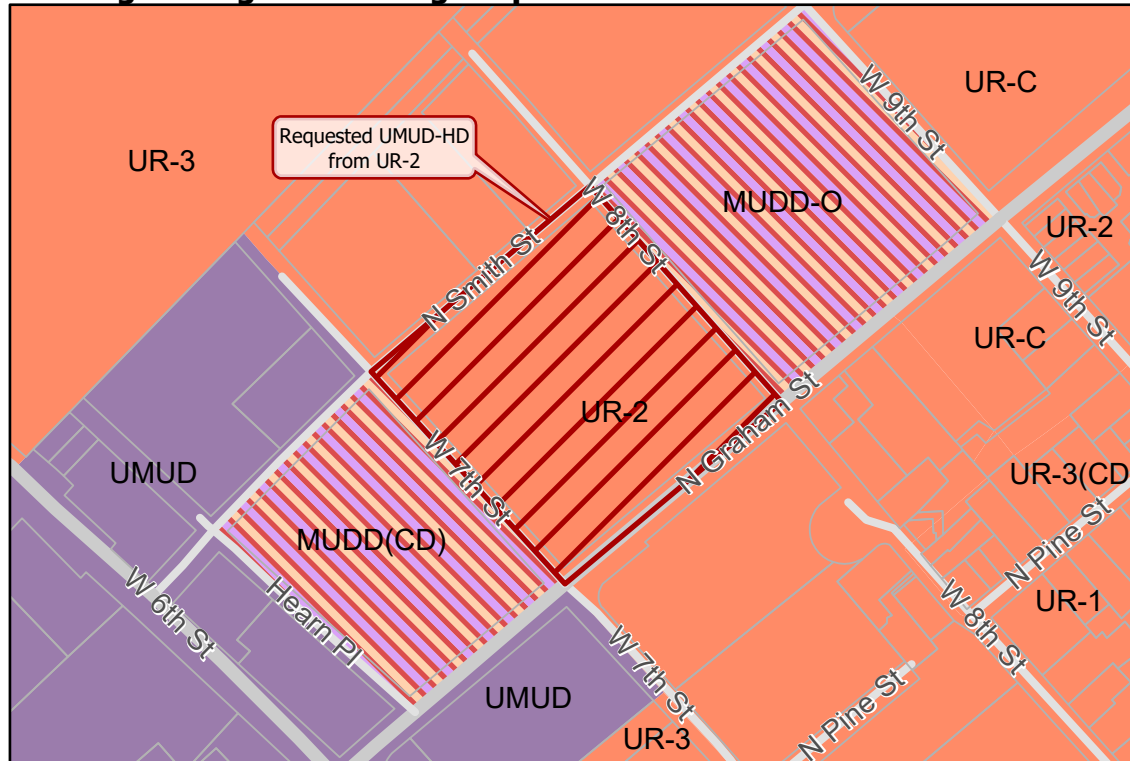 UR-C
W 9th St
Requested UMUD-HD
from UR-2
UR-3
MUDD-O
W 8th St
UR-2
N Smith St
W 9th St
UR-C
UR-2
N Graham St
UMUD
W 7th St
UR-3(CD
N Pine St
MUDD(CD)
UR-1
W 6th St
Hearn Pl
W 8th St
UMUD
W 7th St
N Pine St
UR-3